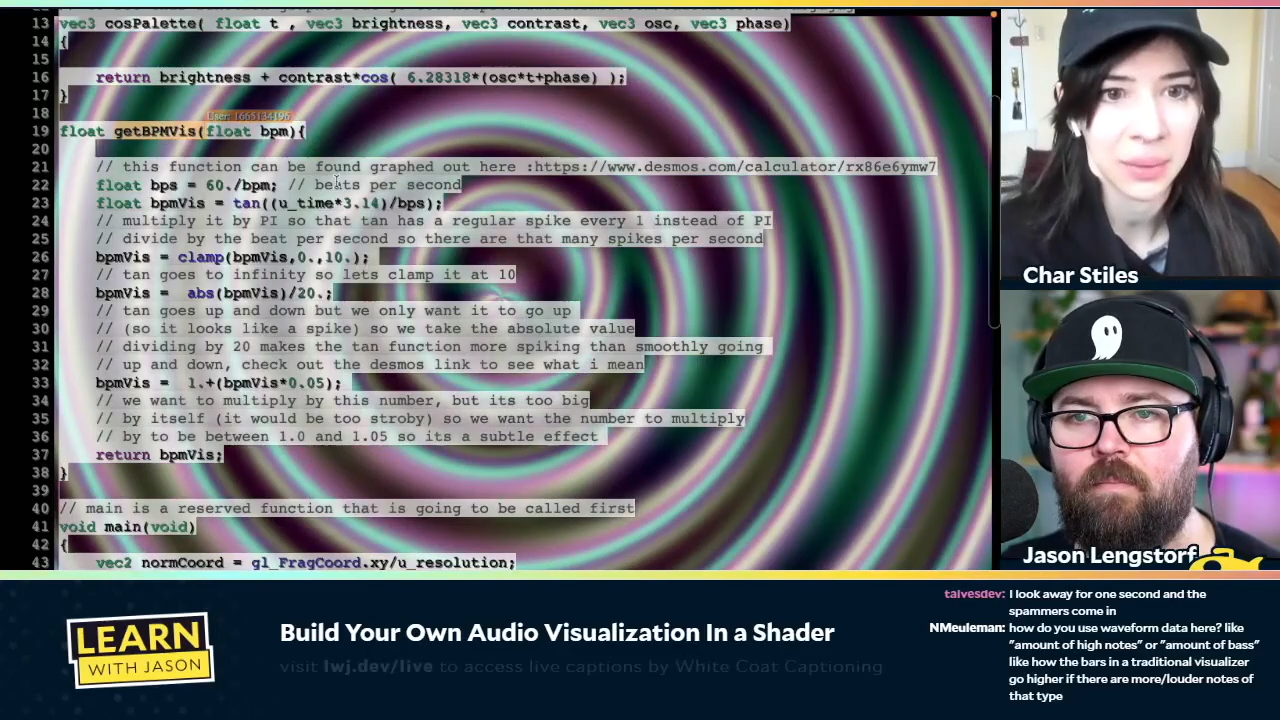 13 vec3 cosPalette( float t , vec3 brightness, vec3 contrast, vec3 osc, vec3 phase)
14 {
15
16 return brightness + contrast*cos( 6.28318*(osc*t+phase) );
17 }
18
User: 1665134196
19 float getBPMVis(float bpm){
20
21 // this function can be found graphed out here :https://www.desmos.com/calculator/rx86e6ymw7
22 float bps = 60./bpm; // beats per second
23 float bpmVis = tan((u_time*3.14)/bps);
24 // multiply it by PI so that tan has a regular spike every 1 instead of PI
25 // divide by the beat per second so there are that many spikes per second
26 bpmVis = clamp(bpmVis,0.,10.);
27 // tan goes to infinity so lets clamp it at 10
28 bpmVis = abs(bpmVis)/20.;
29 // tan goes up and down but we only want it to go up
30 // (so it looks like a spike) so we take the absolute value
31 // dividing by 20 makes the tan function more spiking than smoothly going
32 // up and down, check out the desmos link to see what i mean
33 bpmVis = 1.+(bpmVis*0.05);
34 // we want to multiply by this number, but its too big
35 // by itself (it would be too stroby) so we want the number to multiply
36 // by to be between 1.0 and 1.05 so its a subtle effect
37 return bpmVis;
38 }
39
40 // main is a reserved function that is going to be called first
41 void main(void)
42 {
43 vec2 normCoord = gl_FragCoord.xy/u_resolution;
Char Stiles
Jason Lengstorf
LEARN
WITH JASON
Build Your Own Audio Visualization In a Shader
visit lwj.dev/live to access live captions by White Coat Captioning
talvesdev: I look away for one second and the
spammers come in
NMeuleman: how do you use waveform data here? like
"amount of high notes" or "amount of bass"
like how the bars in a traditional visualizer
go higher if there are more/louder notes of
that type